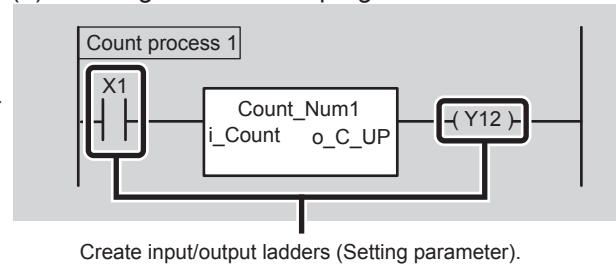 Count process 1
X1
Count_Num1
i_Count o_C_UP
( Y12 )
Create input/output ladders (Setting parameter).